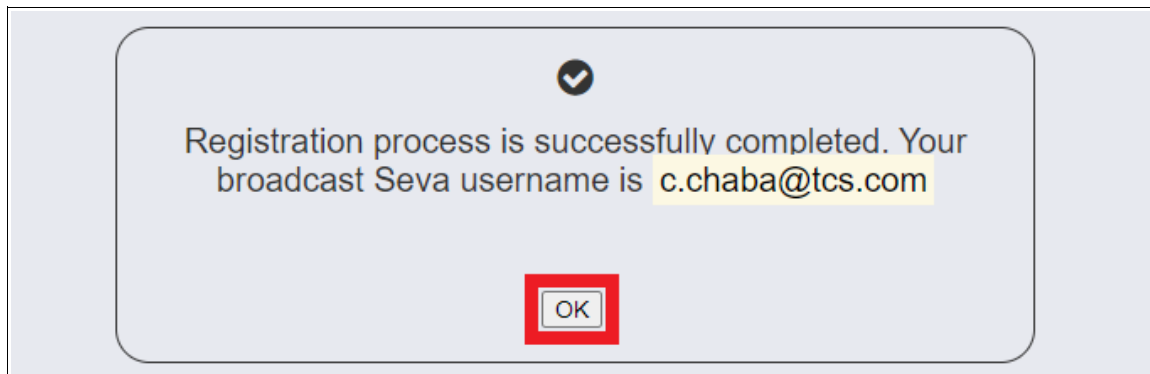 Registration process is successfully completed. Your
broadcast Seva username is c.chaba@tcs.com
OK